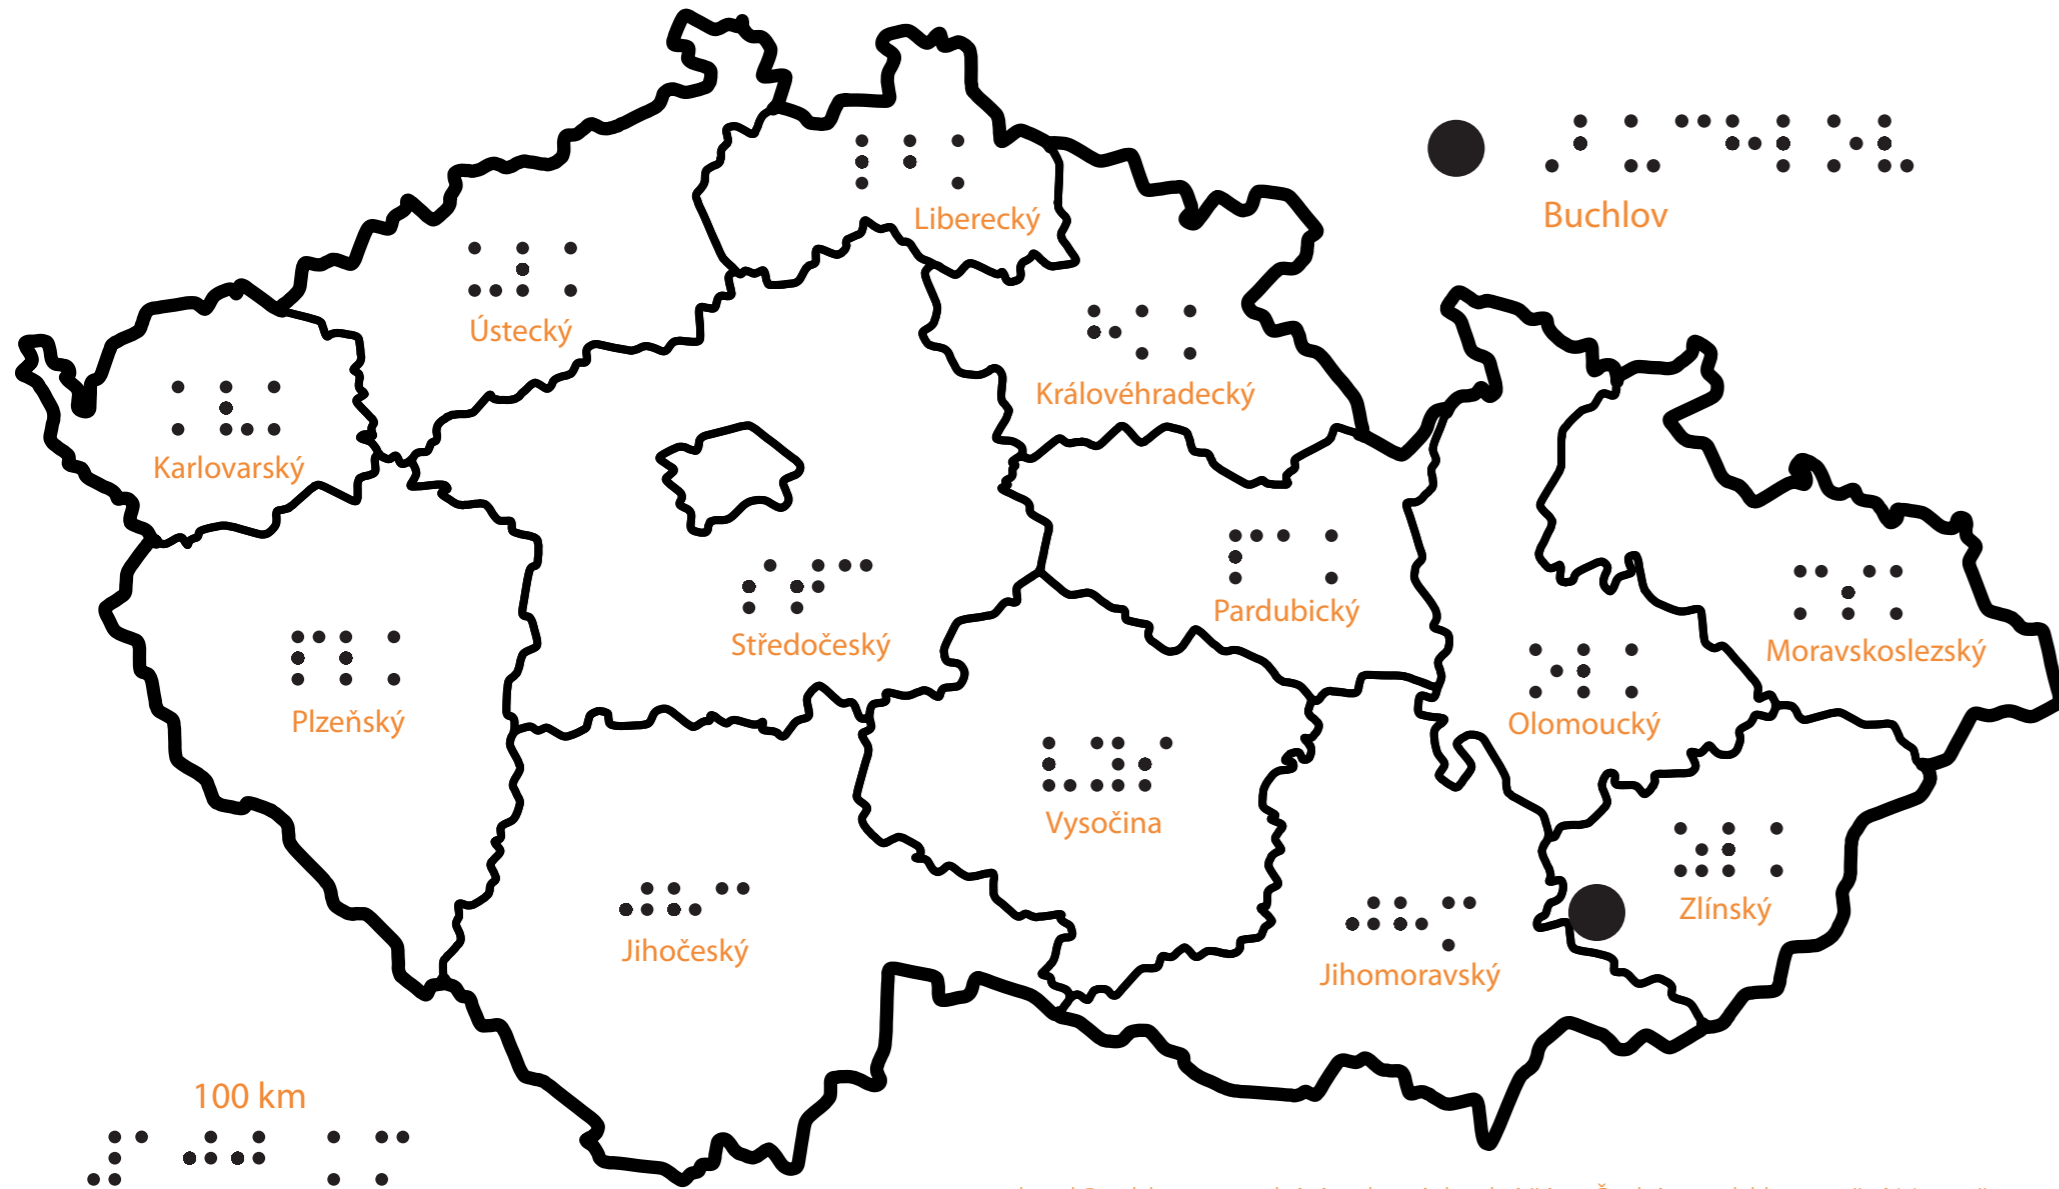 Liberecký
Buchlov
Ústecký
Královéhradecký
Karlovarský
Pardubický
Středočeský
Moravskoslezský
Plzeňský
Olomoucký
Vysočina
Zlínský
Jihočeský
Jihomoravský
100 km